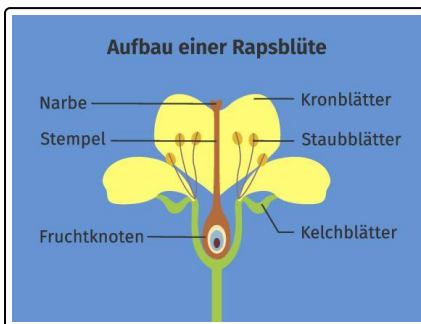 Aufbau einer Rapsblüte
Narbe
Kronblätter
Stempel
Staubblätter
Fruchtknoten
Kelchblätter